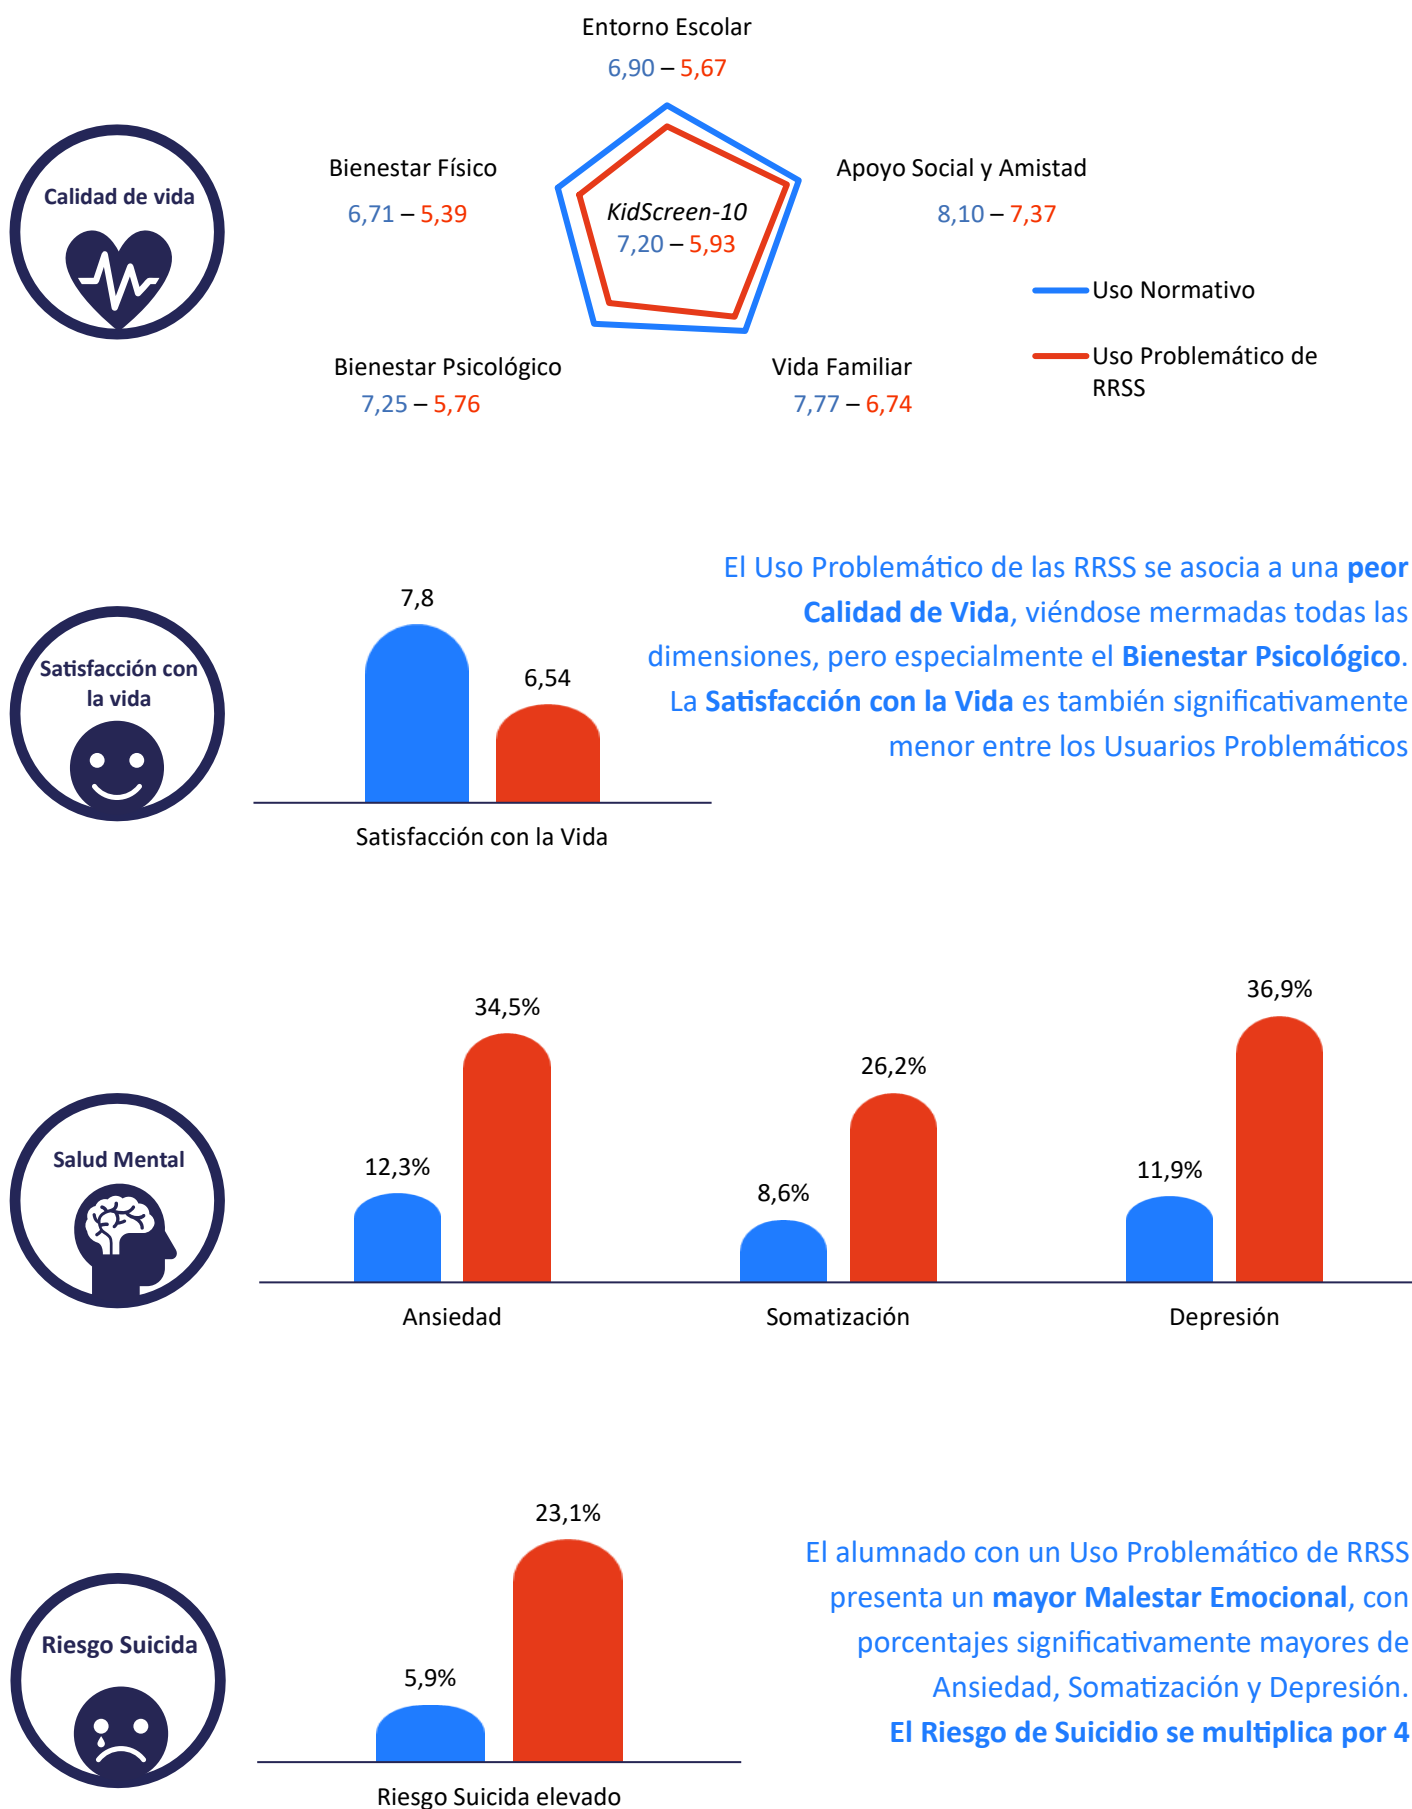 Entorno Escolar
6,90 – 5,67
Calidad de vida
Bienestar Físico
6,71 – 5,39
KidScreen-10
7,20 – 5,93
Apoyo Social y Amistad
8,10 – 7,37
Uso Normativo
Uso Problemático de
RRSS
Bienestar Psicológico
7,25 – 5,76
Vida Familiar
7,77 – 6,74
Satisfacción con
la vida
7,8
6,54
Satisfacción con la Vida
El Uso Problemático de las RRSS se asocia a una peor
Calidad de Vida, viéndose mermadas todas las
dimensiones, pero especialmente el Bienestar Psicológico.
La Satisfacción con la Vida es también significativamente
menor entre los Usuarios Problemáticos
Salud Mental
12,3%
34,5%
8,6%
26,2%
11,9%
36,9%
Ansiedad
Somatización
Depresión
Riesgo Suicida
5,9%
23,1%
Riesgo Suicida elevado
El alumnado con un Uso Problemático de RRSS
presenta un mayor Malestar Emocional, con
porcentajes significativamente mayores de
Ansiedad, Somatización y Depresión.
El Riesgo de Suicidio se multiplica por 4